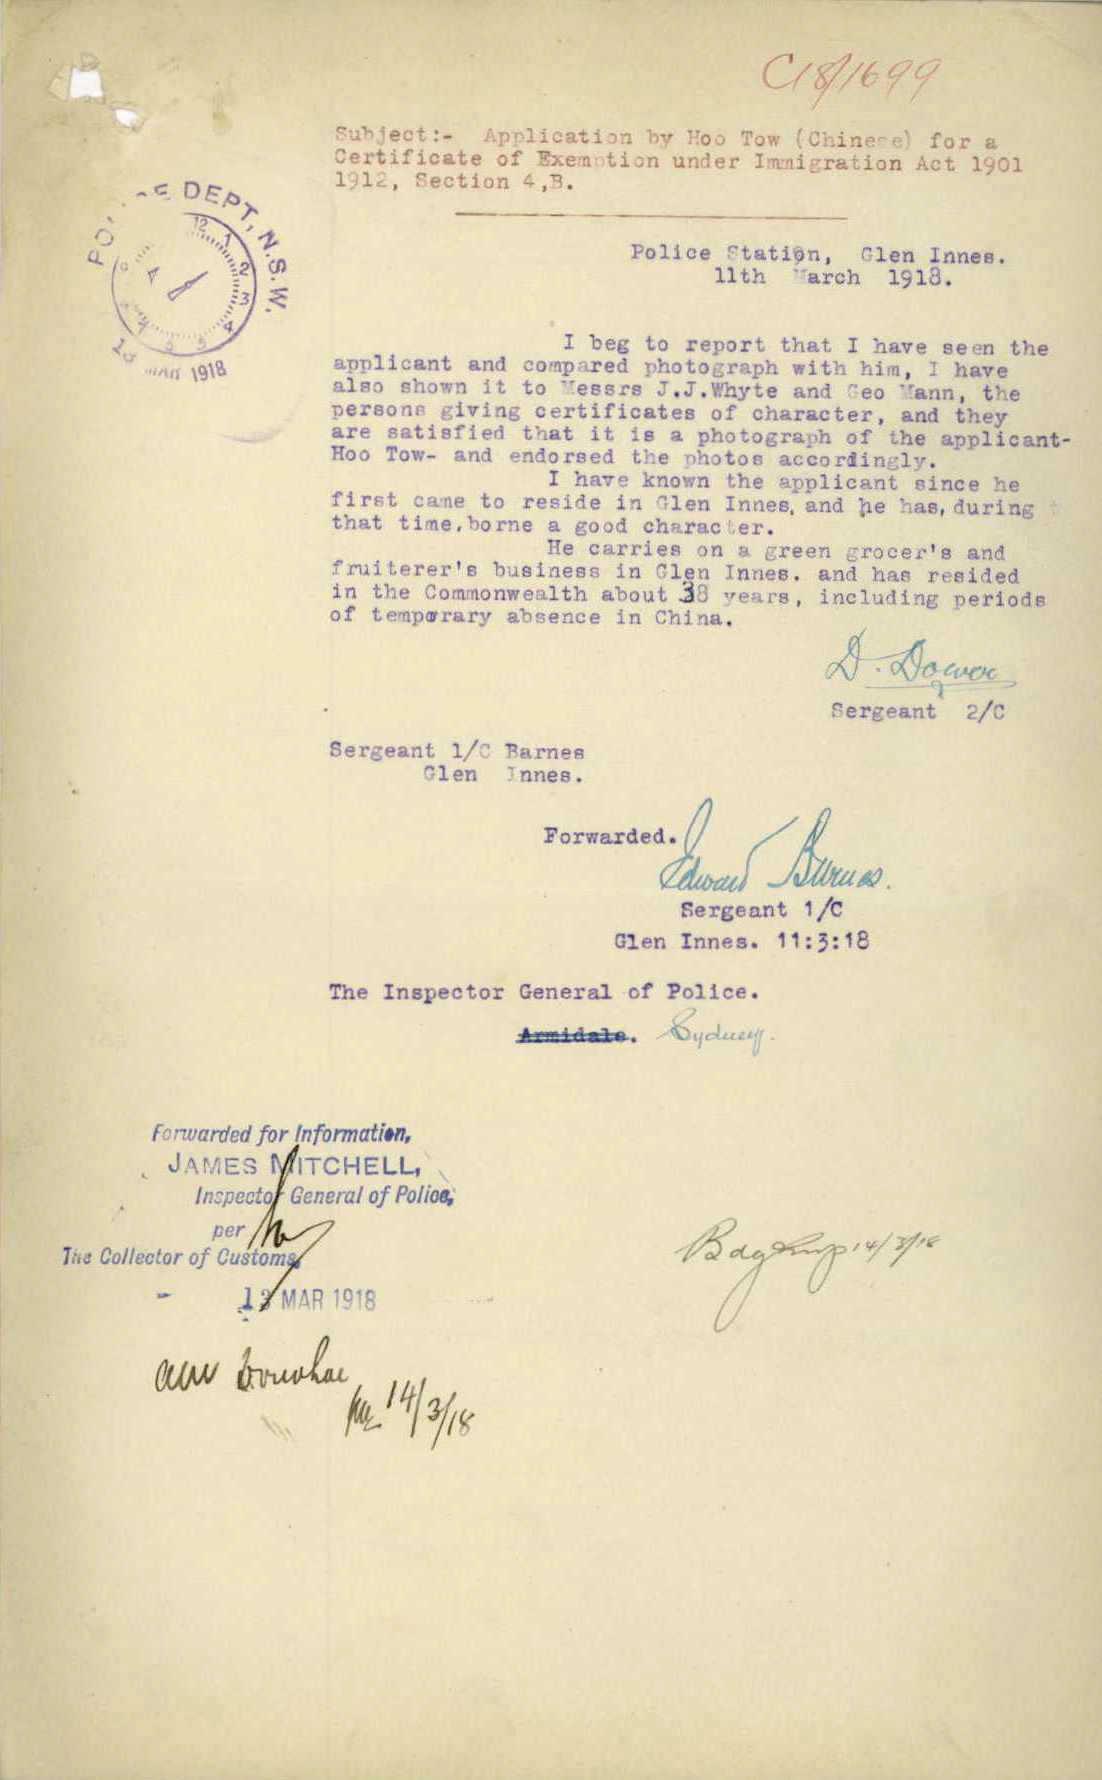 C18/1699
Subject:- Application by Hoo Tow (Chinese) for a
Certificate of Exemption under Immigration Act 1901
1912, Section 4,B.
POLICE DEPT, N.S.W.
12 1 2 3 4 5 6
13 MAR 1918
Police Station, Glen Innes.
11th March 1918.
I beg to report that I have seen the
applicant and compared photograph with him, I have
also shown it to Messrs J.J.Whyte and Geo Mann, the
persons giving certificates of character, and they
are satisfied that it is a photograph of the applicant-
Hoo Tow- and endorsed the photos accordingly.
I have known the applicant since he
first came to reside in Glen Innes, and he has, during
that time, borne a good character.
He carries on a green grocer's and
fruiterer's business in Glen Innes. and has resided
in the Commonwealth about 38 years, including periods
of temporary absence in China.
D.
Sergeant 2/C
Sergeant 1/C Barnes
Glen Innes.
Forwarded.
Edward Barnes.
Sergeant 1/C
Glen Innes. 11:3:18
The Inspector General of Police.
Armidale. Sydney.
Forwarded for Information,
JAMES MITCHELL,
Inspector General of Police,
per
The Collector of Customs,
13 MAR 1918
14/3/18
14/3/18